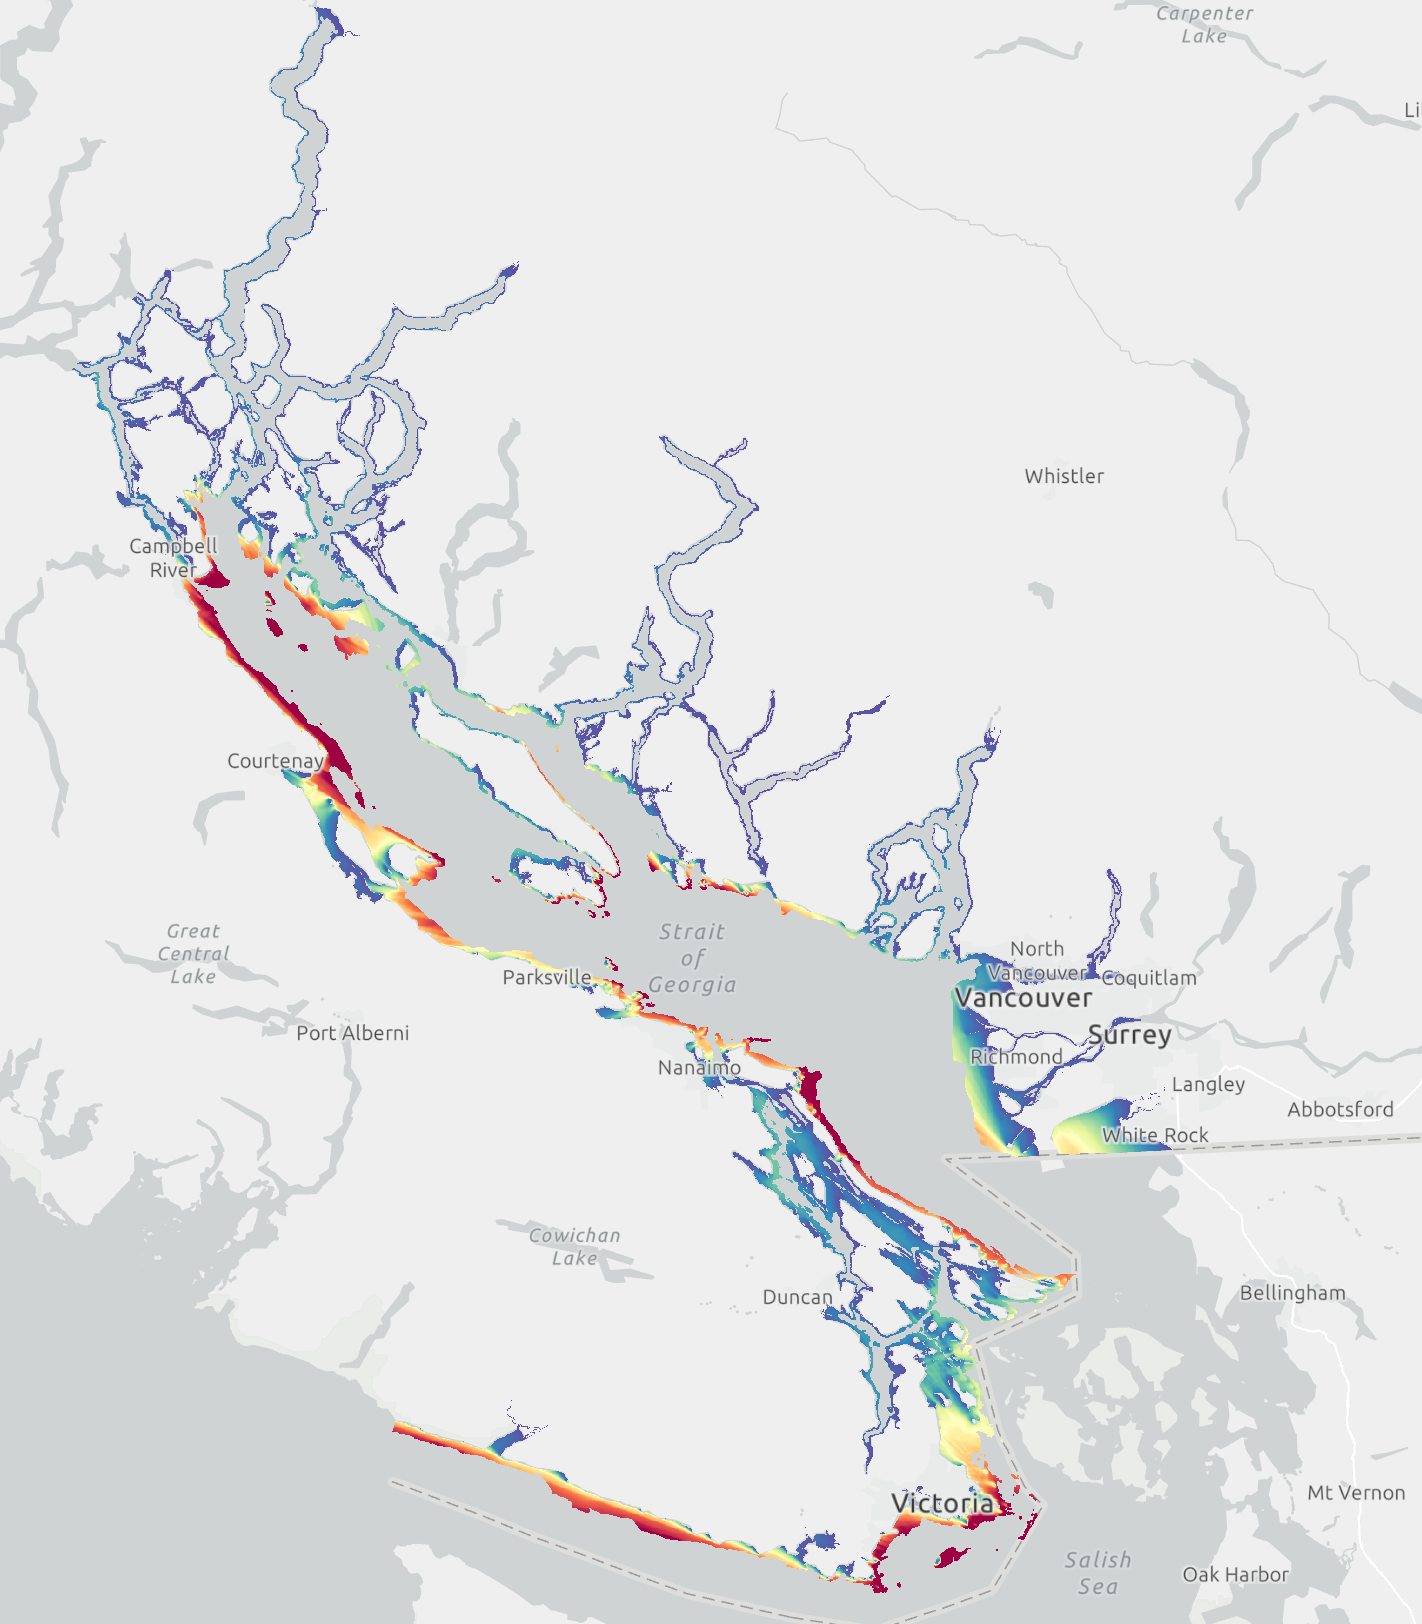 Carpenter
Lake
Li
Whistler
Campbell
River
Courtenay
Great
Central
Lake
Strait
of
Georgia
Parksville
North
Vancouver
Coquitlam
Vancouver
Surrey
Port Alberni
Richmond
Nanaimo
Langley
Abbotsford
White Rock
Cowichan
Lake
Duncan
Bellingham
Victoria
Mt Vernon
Salish
Sea
Oak Harbor